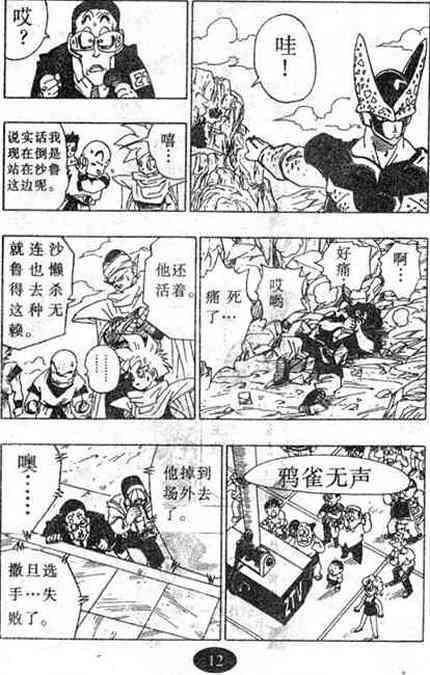 哇！
哎？
嘻…
说实话我
现在倒是
站在沙鲁
这边呢。
啊…
好痛…
哎哟
痛死
了…
他还
活着。
就连沙
鲁也懒
得去杀
这种无
赖。
………
鸦雀无声
ZTV
他掉到
场外去
了。
噢……
撒旦选
手…失
败了。
12